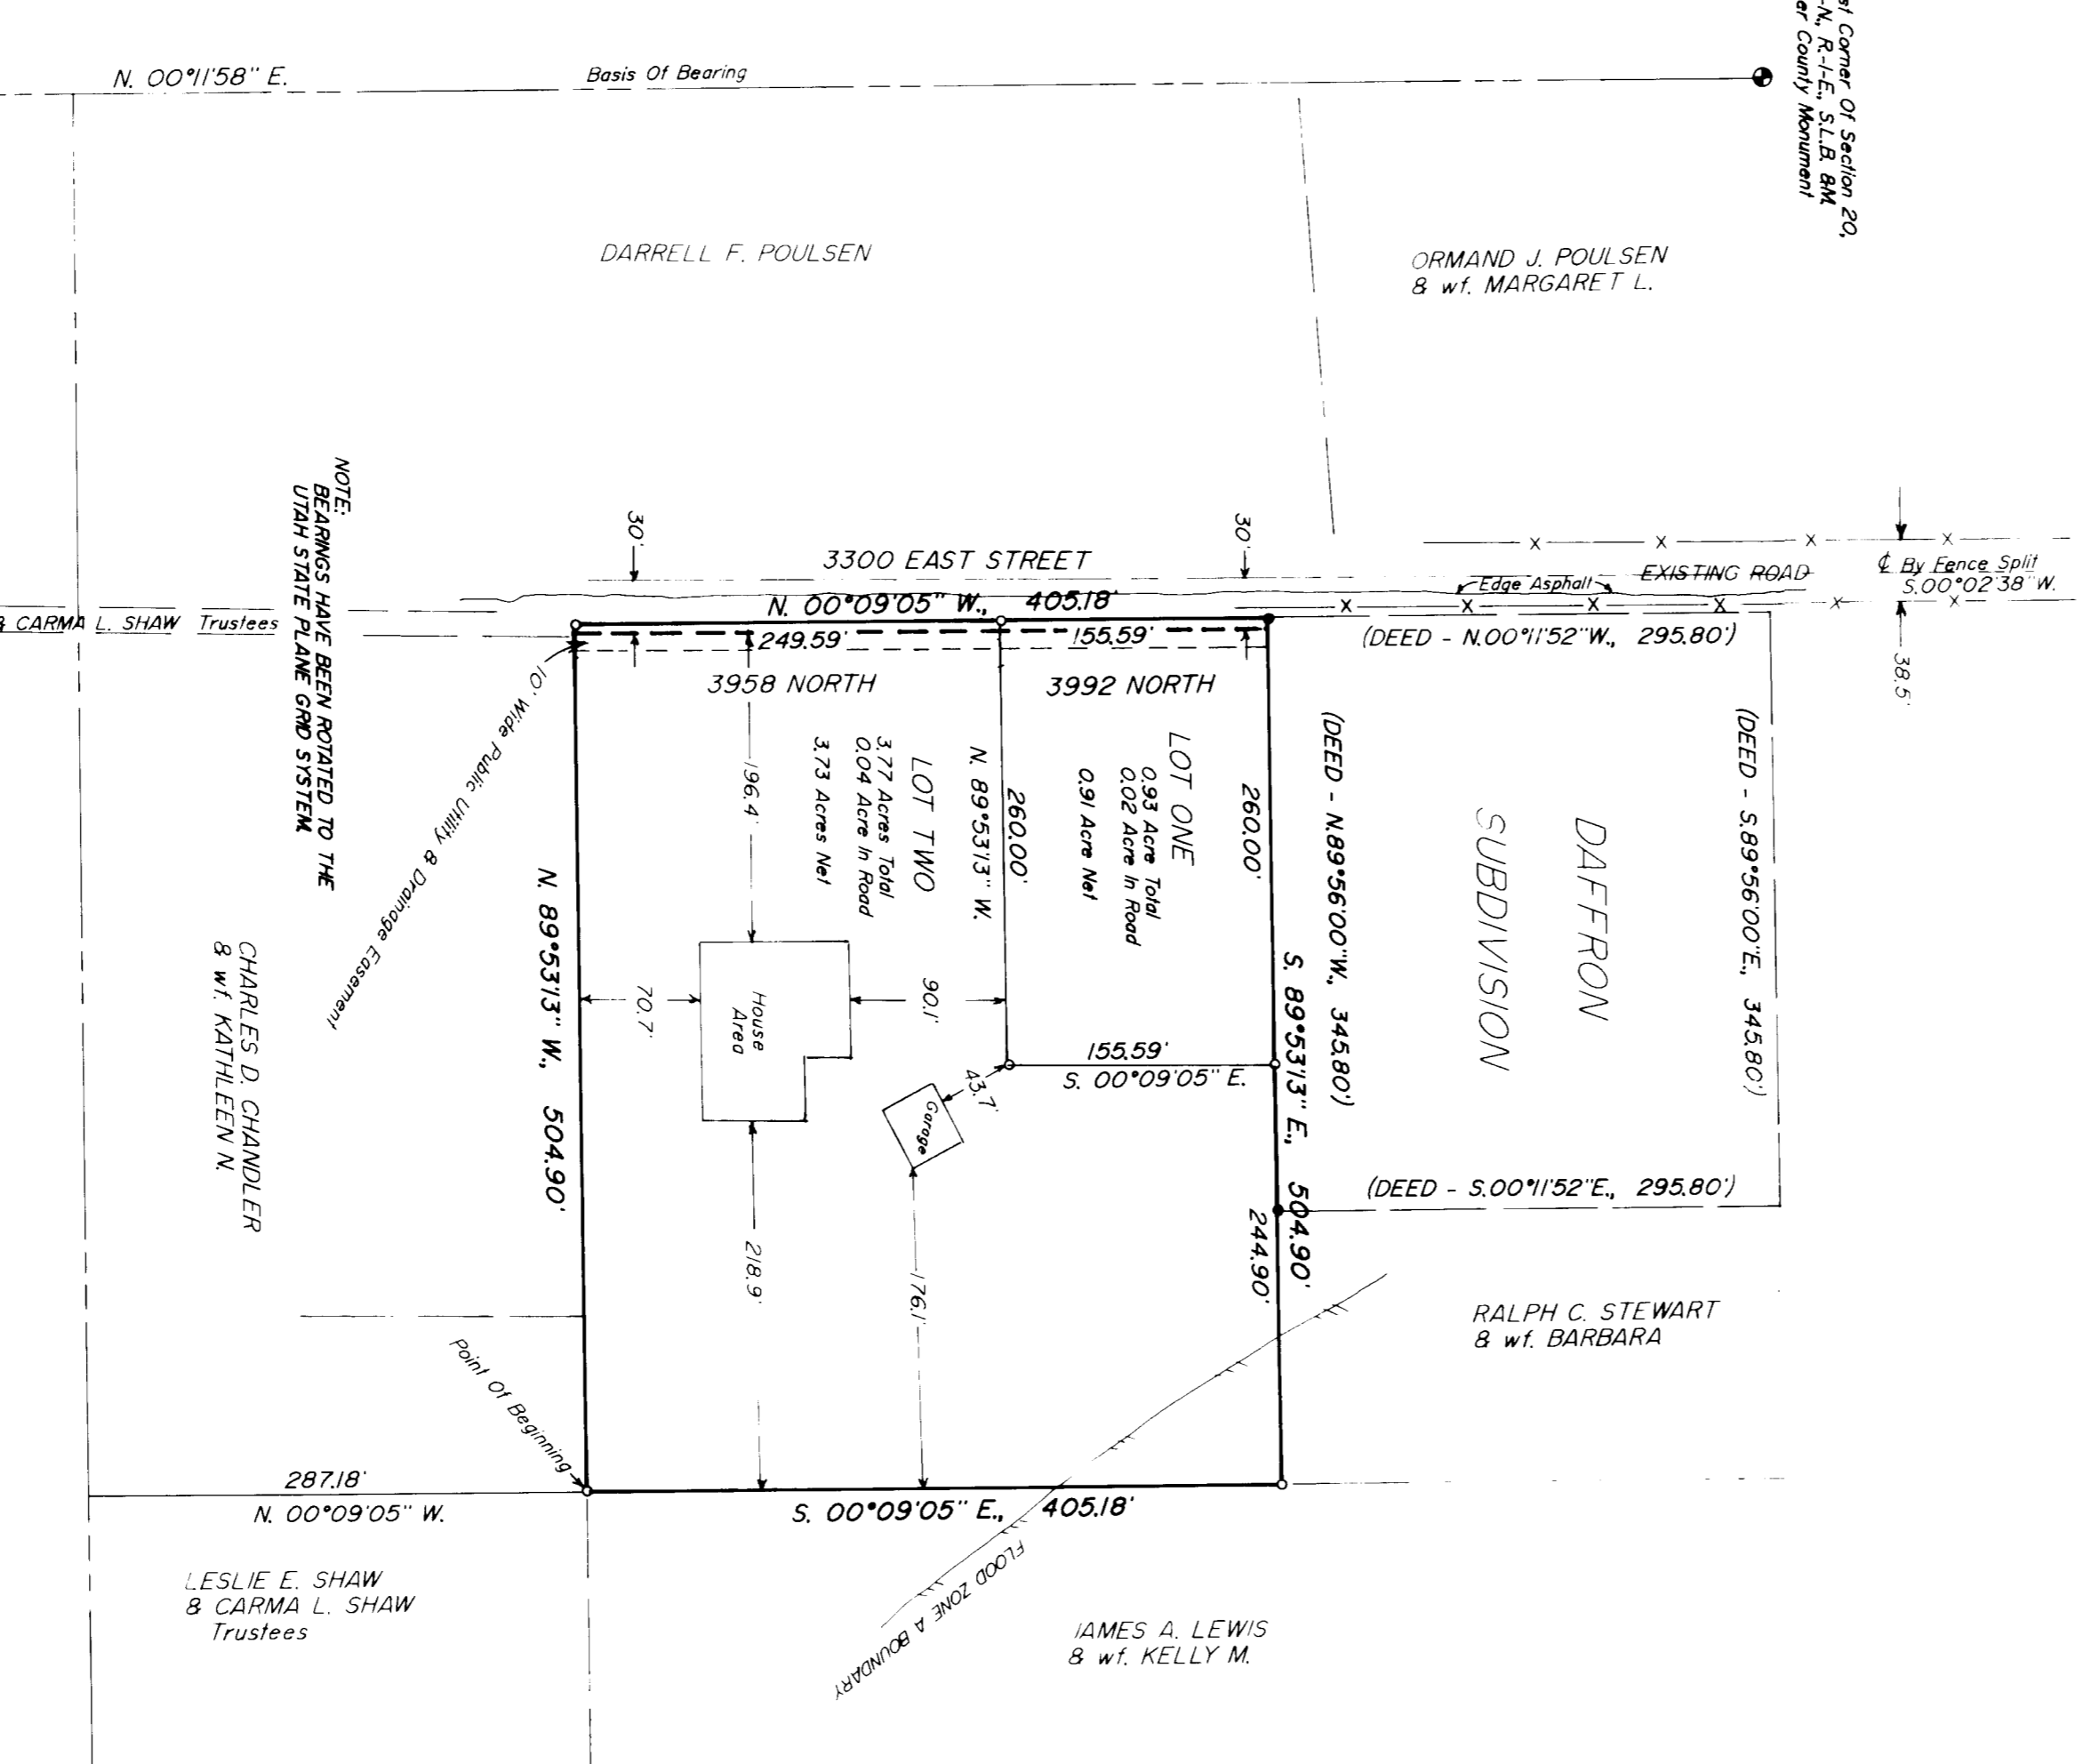 N. 00°11'58" E.
Basis Of Bearing
st Corner Of Section 20,
-N., R-1-E., S.L.B. &M.
er County Monument
DARRELL F. POULSEN
ORMAND J. POULSEN
& wf. MARGARET L.
NOTE:
BEARINGS HAVE BEEN ROTATED TO THE
UTAH STATE PLANE GRID SYSTEM.
30'
30'
3300 EAST STREET
Edge Asphalt
EXISTING ROAD
℄ By Fence Split
S.00°02'38"W.
38.5'
& CARMA L. SHAW Trustees
N. 00°09'05" W., 405.18'
249.59'
155.59'
(DEED - N.00°11'52"W., 295.80')
3958 NORTH
3992 NORTH
10' Wide Public Utility & Drainage Easement
196.4'
LOT TWO
3.77 Acres Total
0.04 Acre In Road
3.73 Acres Net
N. 89°53'13" W.
260.00'
LOT ONE
0.93 Acre Total
0.02 Acre In Road
0.91 Acre Net
260.00'
(DEED - N.89°56'00"W., 345.80')
DAFFRON
SUBDIVISION
(DEED - S.89°56'00"E., 345.80')
N. 89°53'13" W., 504.90'
CHARLES D. CHANDLER
& wf. KATHLEEN N.
70.7'
House
Area
90.1'
155.59'
S. 00°09'05" E.
43.7'
Garage
S. 89°53'13" E., 504.90'
244.90'
218.9'
176.1'
(DEED - S.00°11'52"E., 295.80')
RALPH C. STEWART
& wf. BARBARA
Point Of Beginning
287.18'
N. 00°09'05" W.
S. 00°09'05" E., 405.18'
FLOOD ZONE A BOUNDARY
LESLIE E. SHAW
& CARMA L. SHAW
Trustees
JAMES A. LEWIS
& wf. KELLY M.